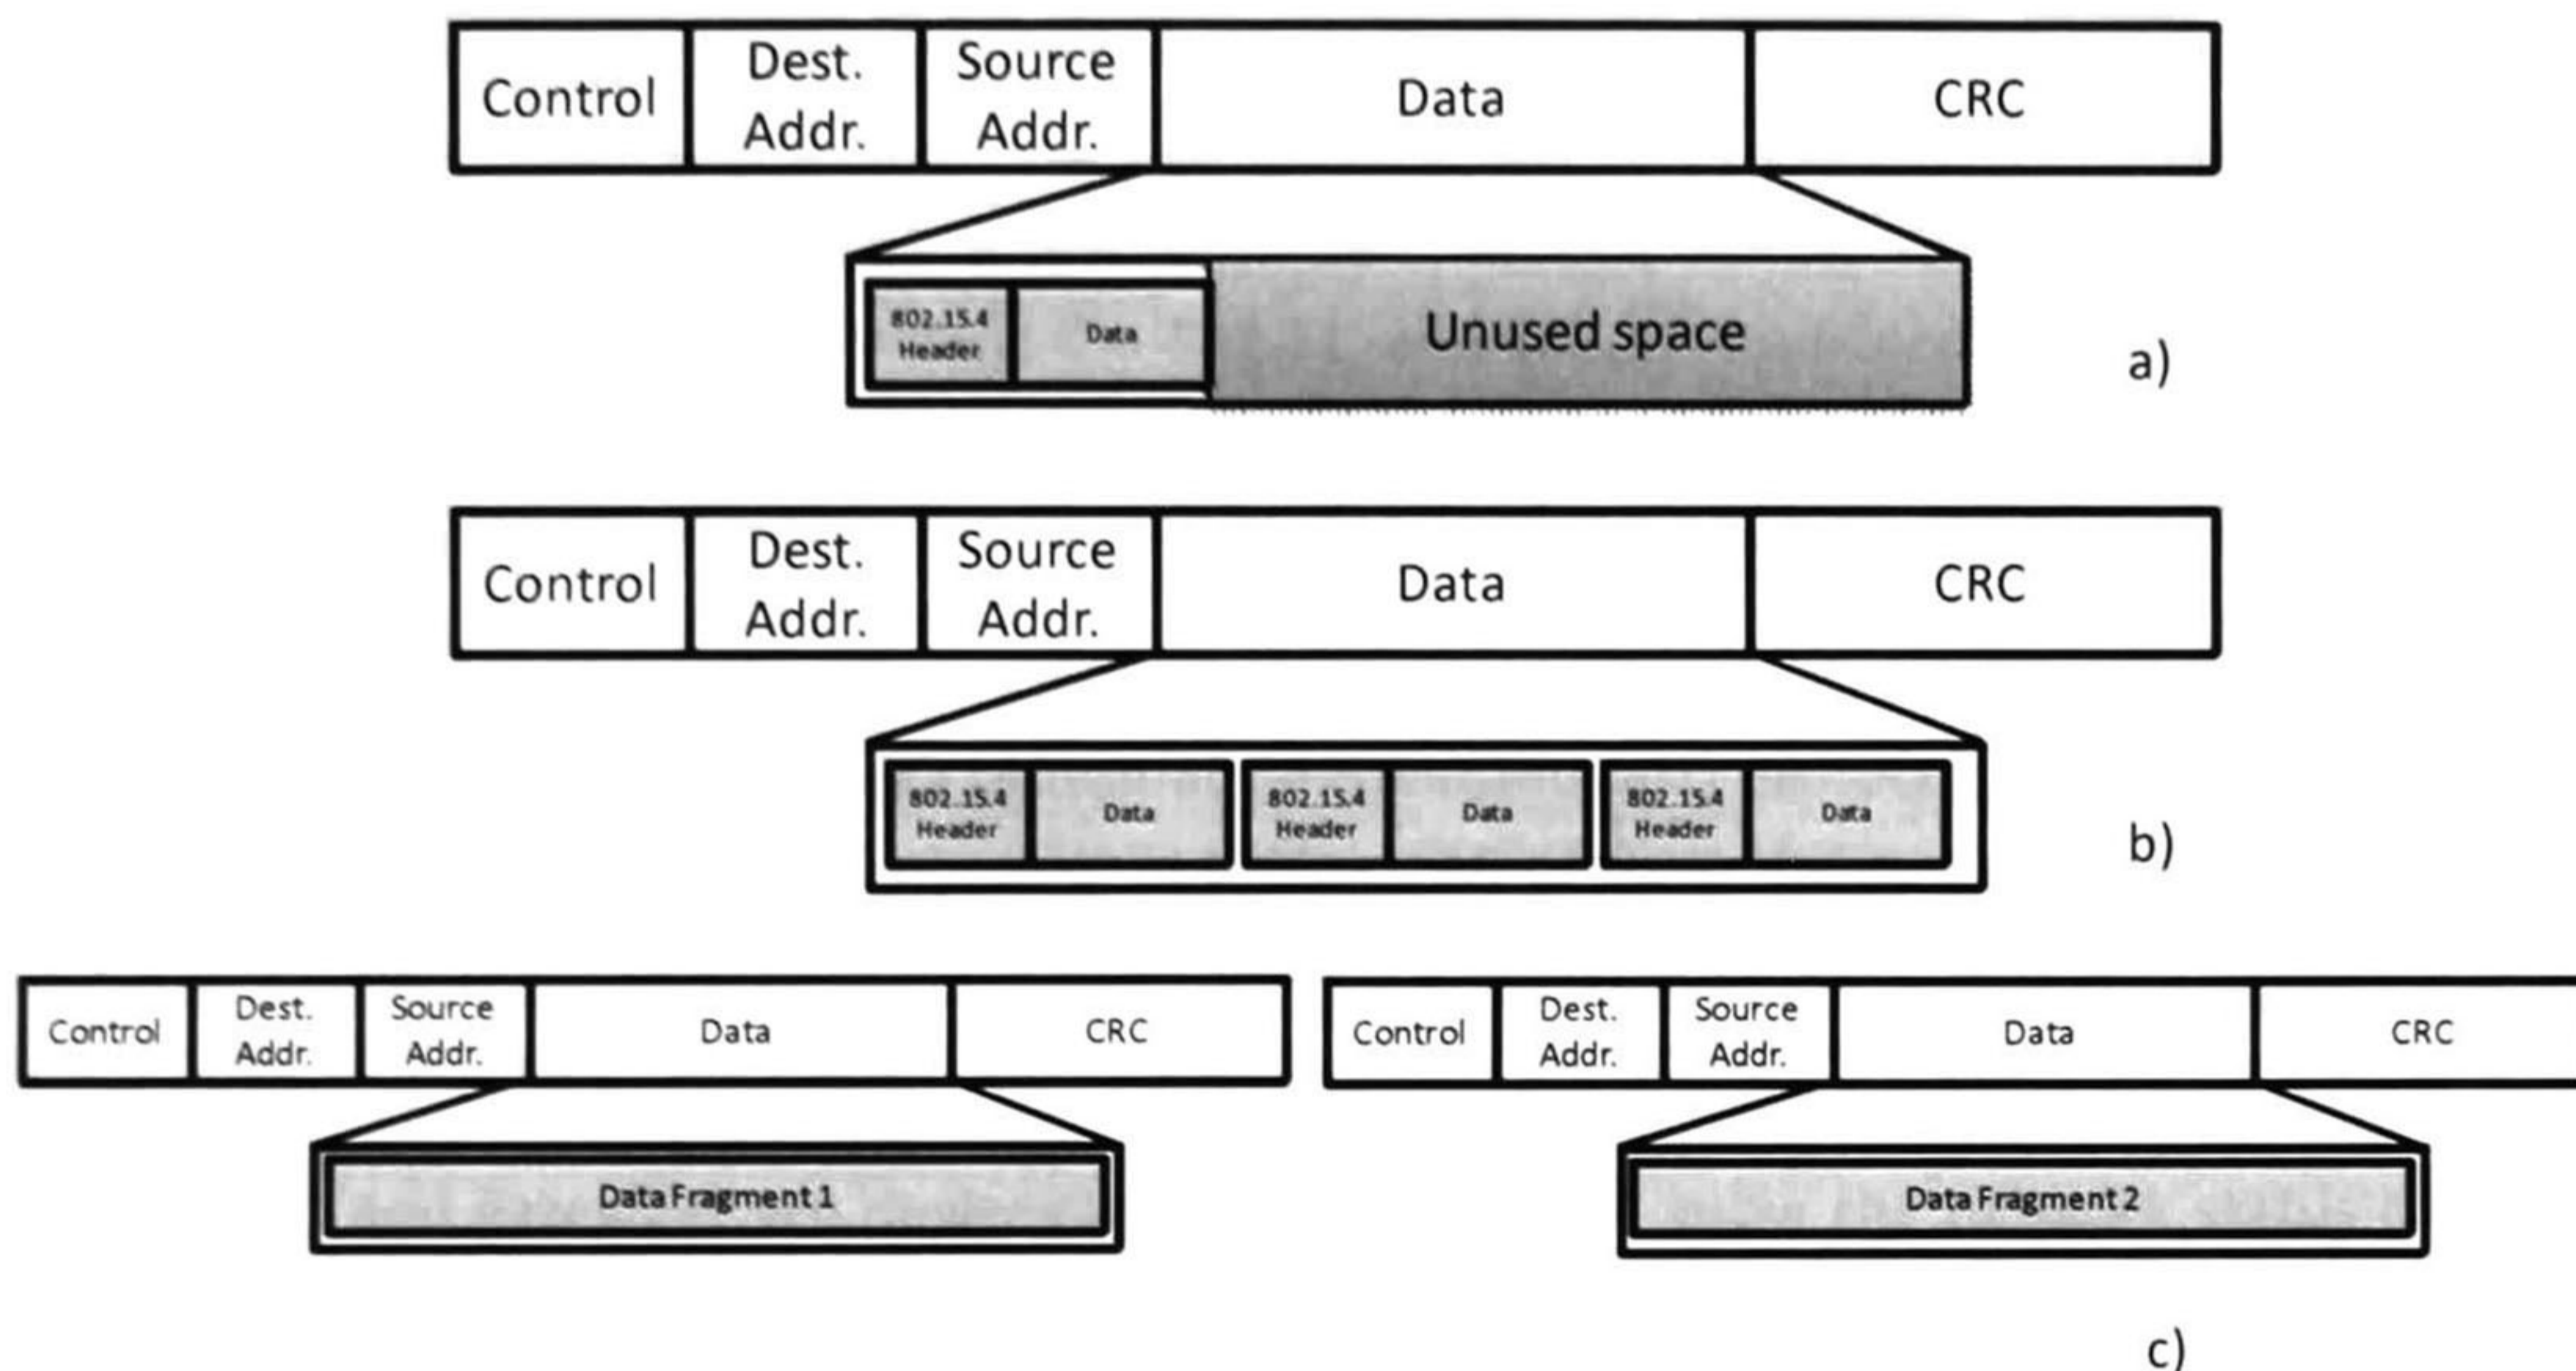 Control
Dest.
Addr.
Source
Addr.
Data
CRC
802.15.4
Header
Data
Unused space
a)
Control
Dest.
Addr.
Source
Addr.
Data
CRC
802.15.4
Header
Data
802.15.4
Header
Data
802.15.4
Header
Data
b)
Control
Dest.
Addr.
Source
Addr.
Data
CRC
Control
Dest.
Addr.
Source
Addr.
Data
CRC
Data Fragment 1
Data Fragment 2
c)